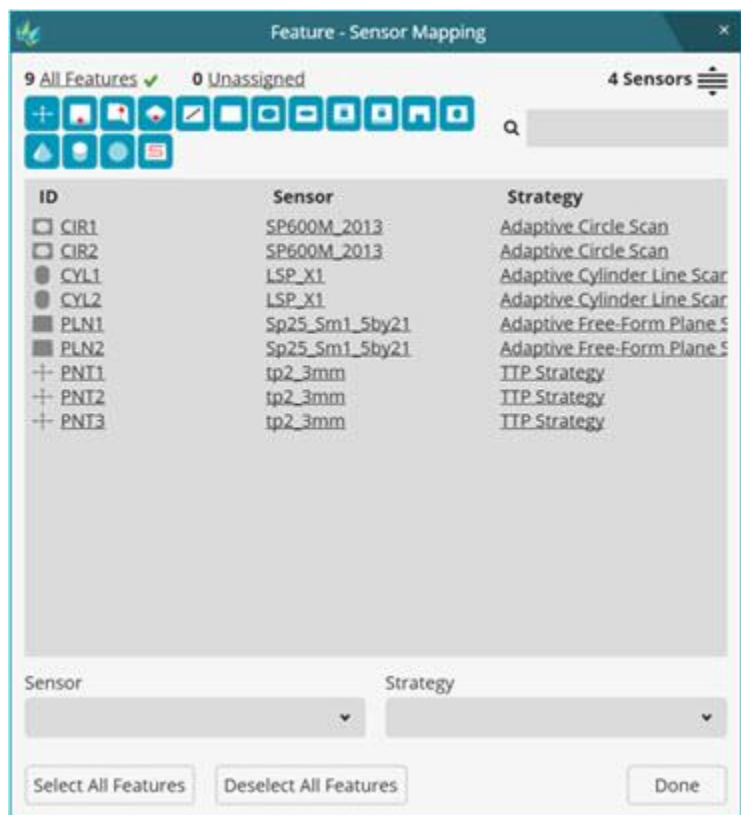 Feature - Sensor Mapping ×
9 All Features 0 Unassigned 4 Sensors
ID Sensor Strategy
CIR1 SP600M_2013 Adaptive Circle Scan
CIR2 SP600M_2013 Adaptive Circle Scan
CYL1 LSP_X1 Adaptive Cylinder Line Scan
CYL2 LSP_X1 Adaptive Cylinder Line Scan
PLN1 Sp25_Sm1_5by21 Adaptive Free-Form Plane S
PLN2 Sp25_Sm1_5by21 Adaptive Free-Form Plane S
PNT1 tp2_3mm TTP Strategy
PNT2 tp2_3mm TTP Strategy
PNT3 tp2_3mm TTP Strategy
Sensor Strategy
Select All Features Deselect All Features Done